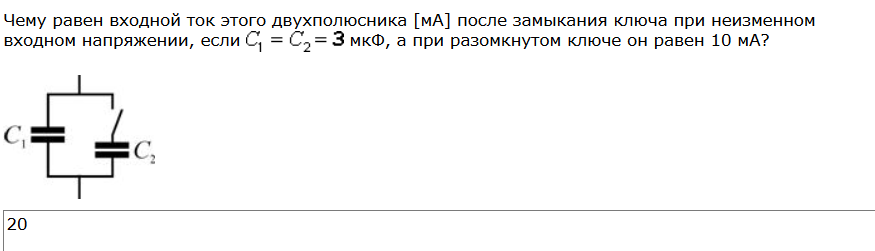 Чему равен входной ток этого двухполюсника [мА] после замыкания ключа при неизменном
входном напряжении, если C₁ = C₂ = 3 мкФ, а при разомкнутом ключе он равен 10 мА?
C₁
C₂
20